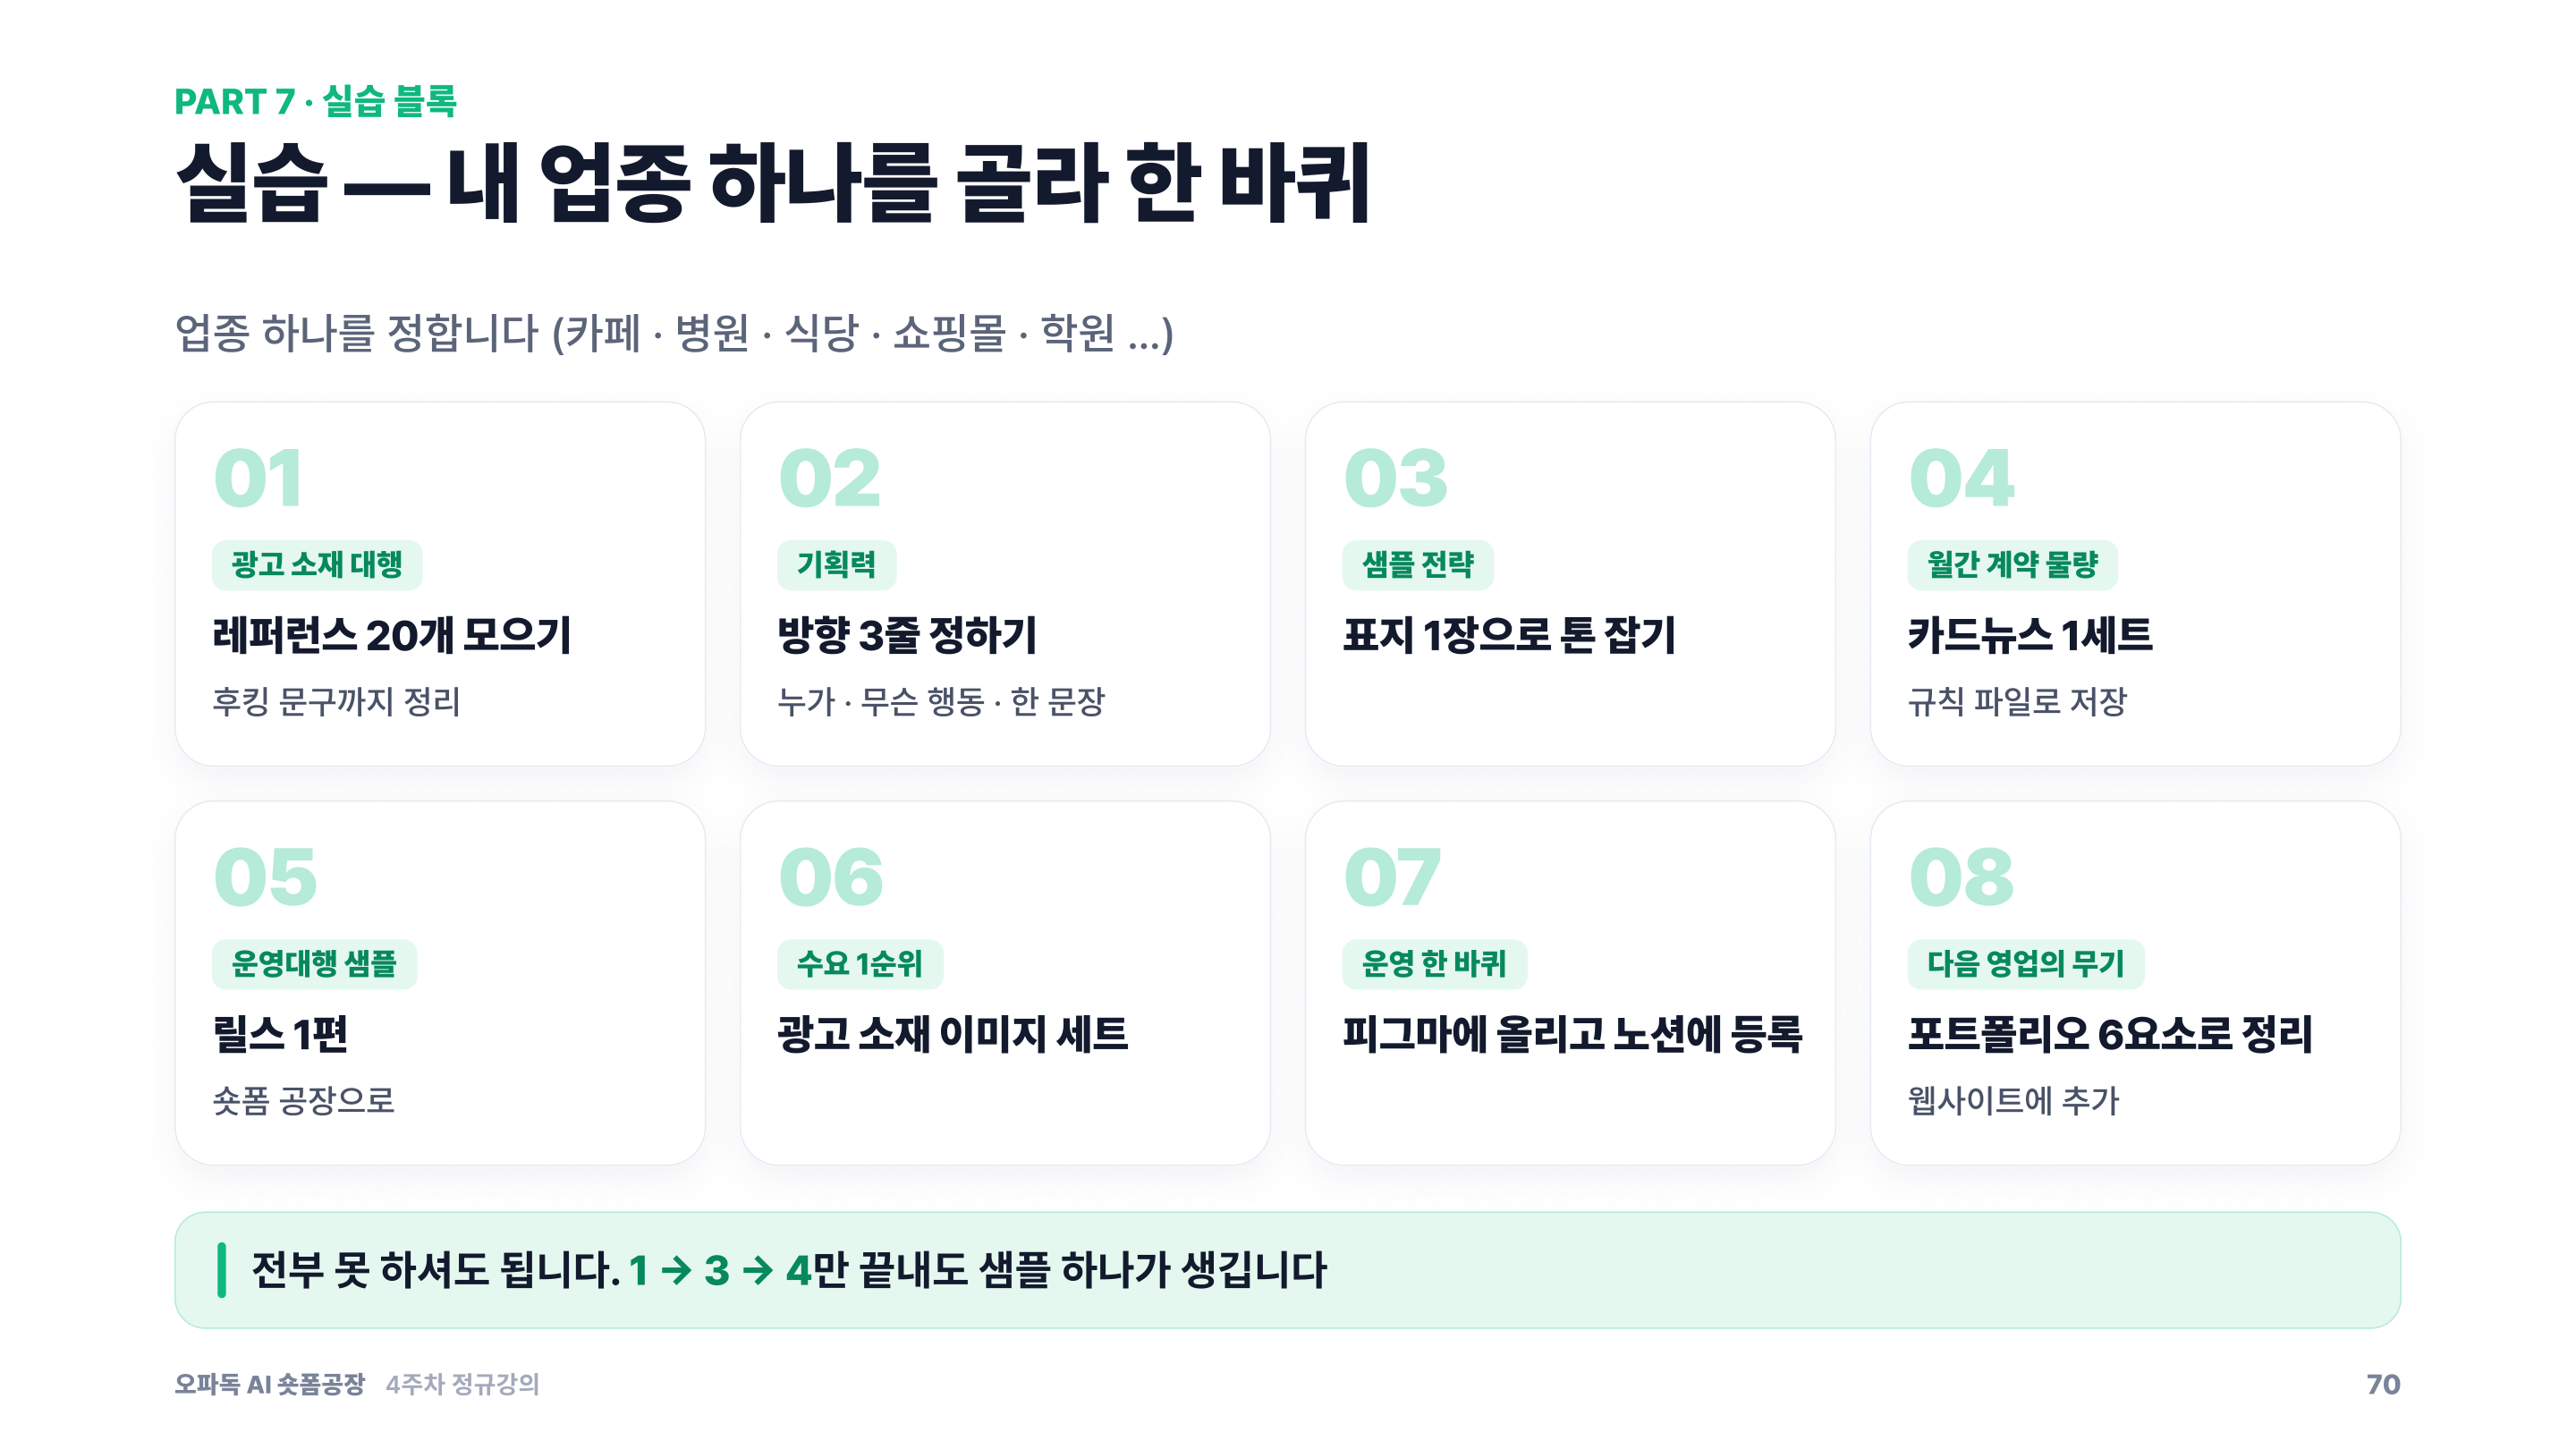 PART 7 · 실습 블록
실습 — 내 업종 하나를 골라 한 바퀴
업종 하나를 정합니다 (카페 · 병원 · 식당 · 쇼핑몰 · 학원 ...)
01
광고 소재 대행
레퍼런스 20개 모으기
후킹 문구까지 정리
02
기획력
방향 3줄 정하기
누가 · 무슨 행동 · 한 문장
03
샘플 전략
표지 1장으로 톤 잡기
04
월간 계약 물량
카드뉴스 1세트
규칙 파일로 저장
05
운영대행 샘플
릴스 1편
숏폼 공장으로
06
수요 1순위
광고 소재 이미지 세트
07
운영 한 바퀴
피그마에 올리고 노션에 등록
08
다음 영업의 무기
포트폴리오 6요소로 정리
웹사이트에 추가
전부 못 하셔도 됩니다. 1 → 3 → 4만 끝내도 샘플 하나가 생깁니다
오파독 AI 숏폼공장 4주차 정규강의
70